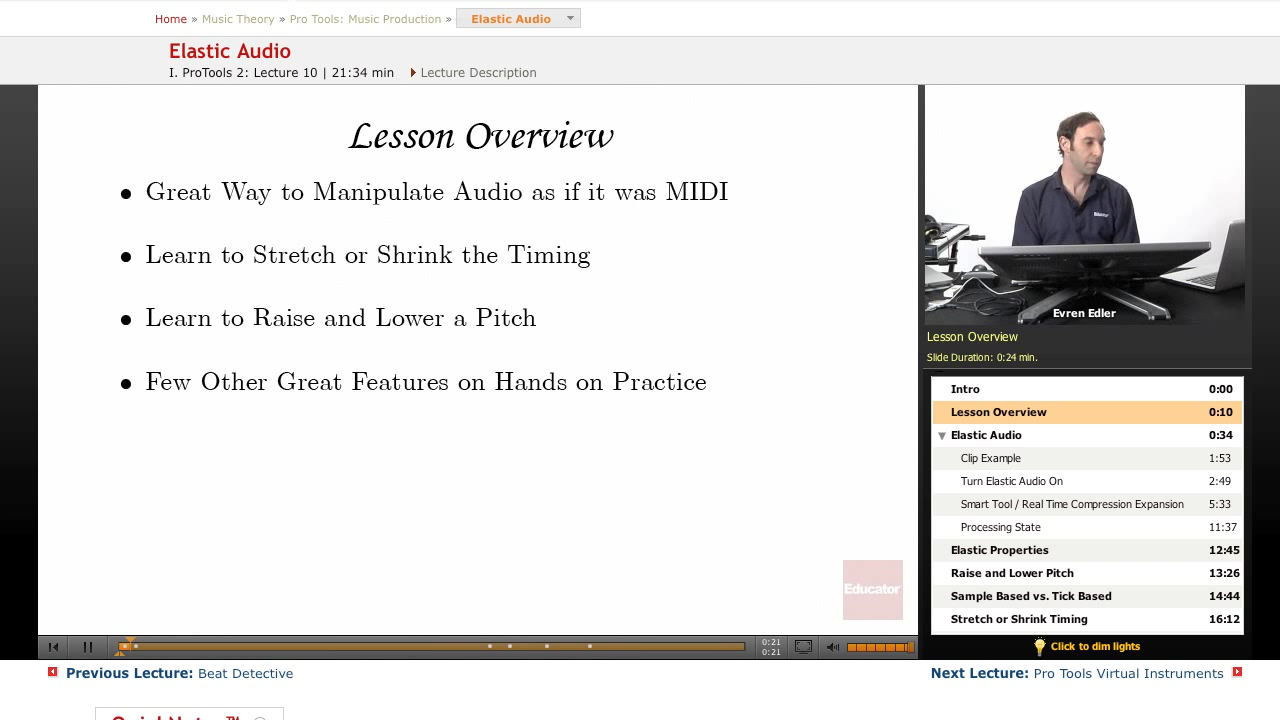 Home » Music Theory » Pro Tools: Music Production » Elastic Audio
Elastic Audio
I. ProTools 2: Lecture 10 | 21:34 min Lecture Description
Lesson Overview
• Great Way to Manipulate Audio as if it was MIDI
• Learn to Stretch or Shrink the Timing
• Learn to Raise and Lower a Pitch
• Few Other Great Features on Hands on Practice
Educator
Evren Edler
Lesson Overview
Slide Duration: 0:24 min.
Intro 0:00
Lesson Overview 0:10
Elastic Audio 0:34
Clip Example 1:53
Turn Elastic Audio On 2:49
Smart Tool / Real Time Compression Expansion 5:33
Processing State 11:37
Elastic Properties 12:45
Raise and Lower Pitch 13:26
Sample Based vs. Tick Based 14:44
Stretch or Shrink Timing 16:12
0:21
0:21
Click to dim lights
Previous Lecture: Beat Detective
Next Lecture: Pro Tools Virtual Instruments